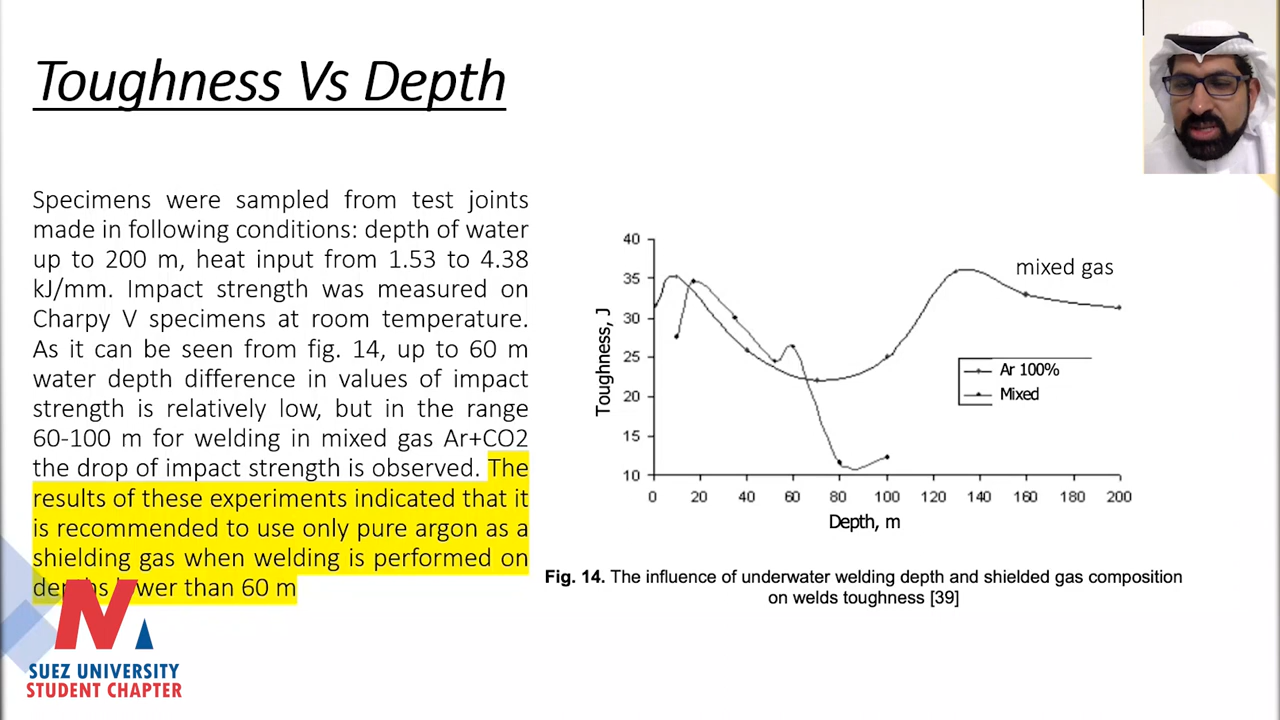 Toughness Vs Depth
Specimens were sampled from test joints
made in following conditions: depth of water
up to 200 m, heat input from 1.53 to 4.38
kJ/mm. Impact strength was measured on
Charpy V specimens at room temperature.
As it can be seen from fig. 14, up to 60 m
water depth difference in values of impact
strength is relatively low, but in the range
60-100 m for welding in mixed gas Ar+CO2
the drop of impact strength is observed. The
results of these experiments indicated that it
is recommended to use only pure argon as a
shielding gas when welding is performed on
depths lower than 60 m
SUEZ UNIVERSITY
STUDENT CHAPTER
Toughness, J
40
35
30
25
20
15
10
0 20 40 60 80 100 120 140 160 180 200
Depth, m
mixed gas
Ar 100%
Mixed
Fig. 14. The influence of underwater welding depth and shielded gas composition
on welds toughness [39]